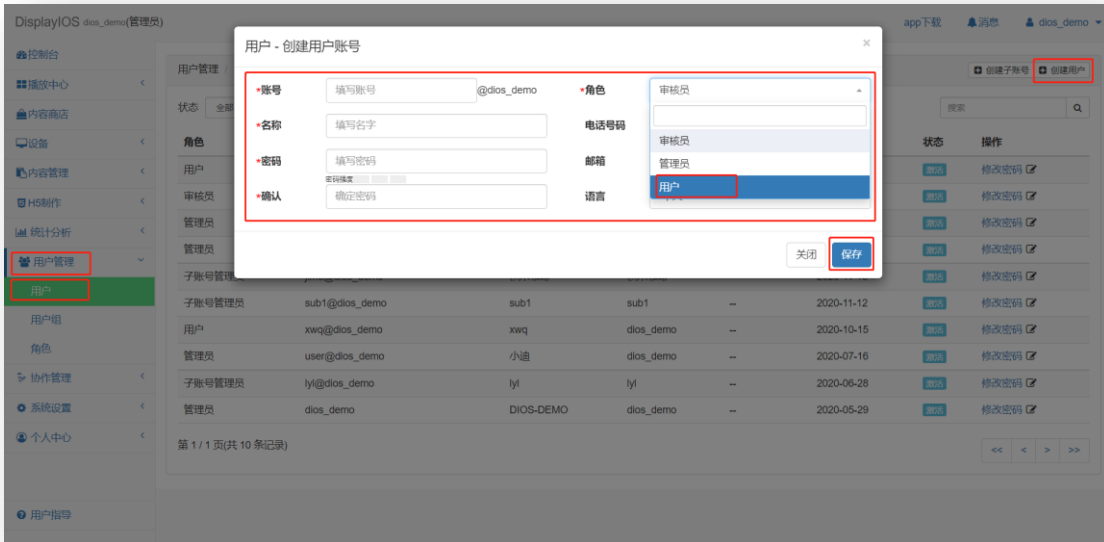 DisplayIOS dios_demo(管理员)
app下载 消息 dios_demo
控制台
播放中心
内容商店
设备
内容管理
H5制作
统计分析
用户管理
用户
用户组
角色
协作管理
系统设置
个人中心
用户指导
用户管理 /
创建子账号 创建用户
状态 全部
搜索
用户 - 创建用户账号 ×
*账号 填写账号 @dios_demo *角色 审核员
*名称 填写名字 电话号码
审核员
*密码 填写密码 邮箱 管理员
密码强度
用户
*确认 确定密码 语言
关闭 保存
角色 状态 操作
用户 激活 修改密码
审核员 激活 修改密码
管理员 激活 修改密码
管理员 激活 修改密码
子账号管理员 激活 修改密码
子账号管理员 sub1@dios_demo sub1 sub1 -- 2020-11-12 激活 修改密码
用户 xwq@dios_demo xwq dios_demo -- 2020-10-15 激活 修改密码
管理员 user@dios_demo 小迪 dios_demo -- 2020-07-16 激活 修改密码
子账号管理员 lyl@dios_demo lyl lyl -- 2020-06-28 激活 修改密码
管理员 dios_demo DIOS-DEMO dios_demo -- 2020-05-29 激活 修改密码
第 1 / 1 页(共 10 条记录)
<< < > >>